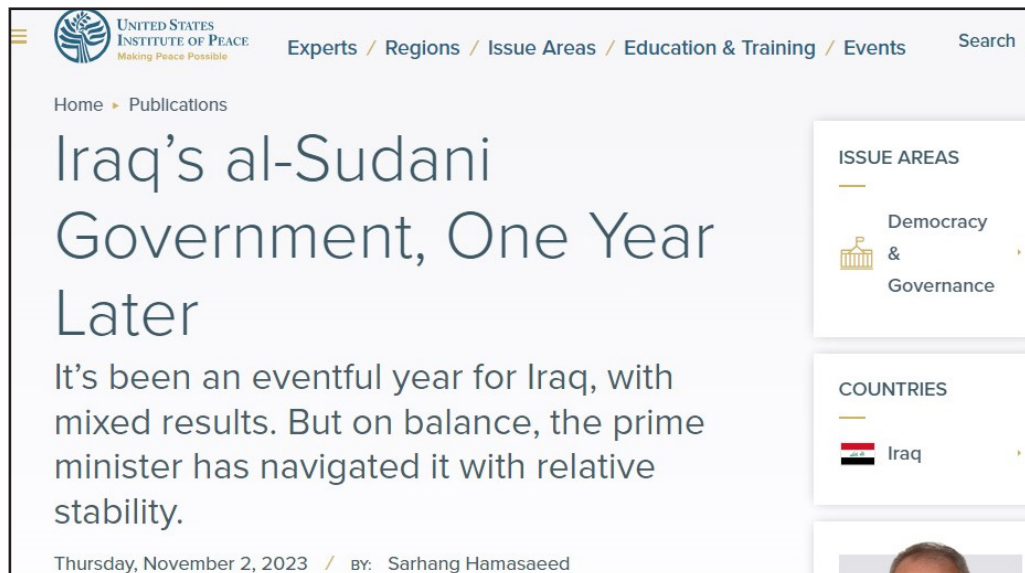 UNITED STATES
INSTITUTE OF PEACE
Making Peace Possible
Experts / Regions / Issue Areas / Education & Training / Events
Search
Home ▸ Publications
Iraq’s al-Sudani
Government, One Year
Later
It’s been an eventful year for Iraq, with
mixed results. But on balance, the prime
minister has navigated it with relative
stability.
Thursday, November 2, 2023 / BY: Sarhang Hamasaeed
ISSUE AREAS
Democracy
&
Governance
COUNTRIES
Iraq